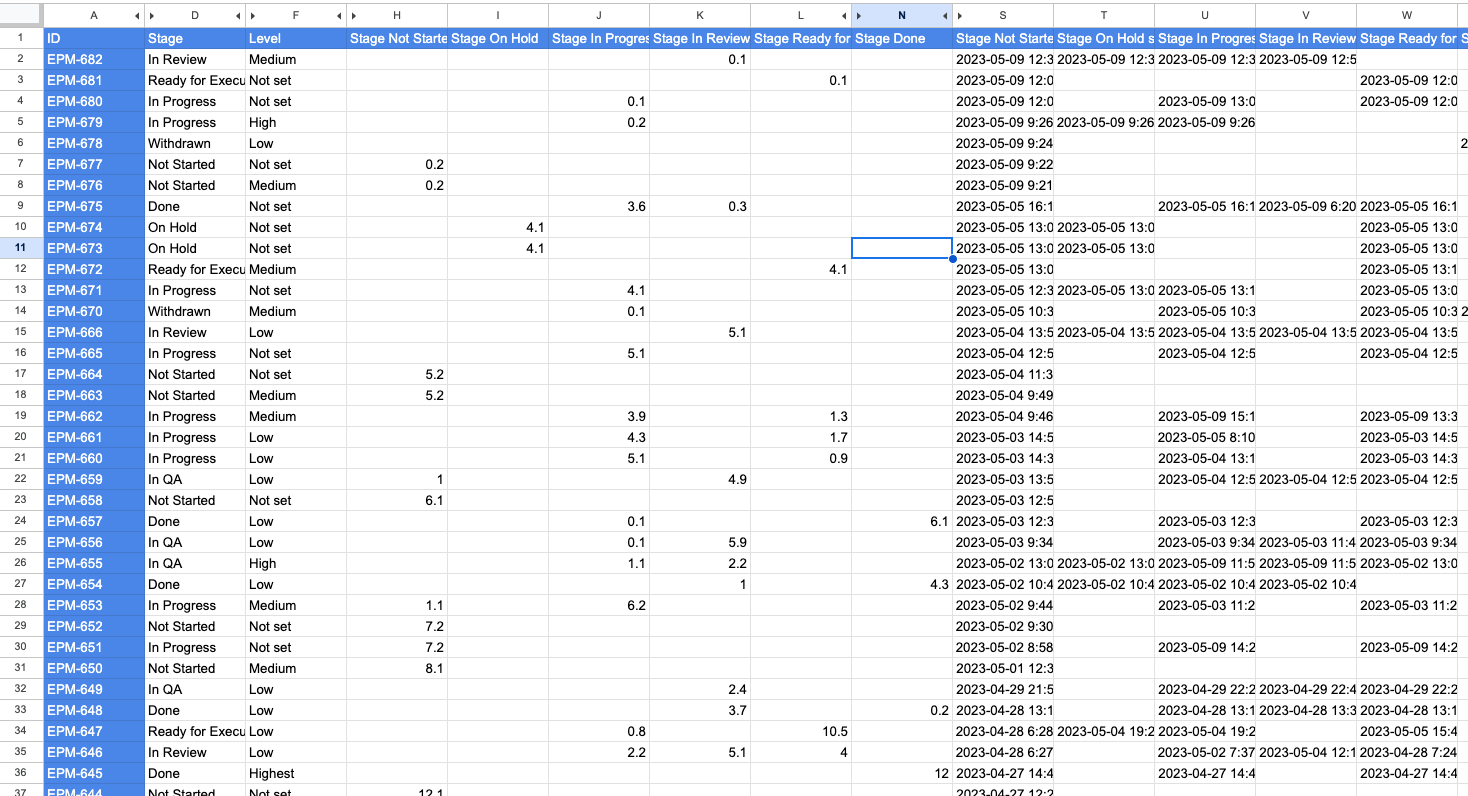 A D F H I J K L N S T U V W
1 ID Stage Level Stage Not Starte Stage On Hold Stage In Progres Stage In Review Stage Ready for Stage Done Stage Not Starte Stage On Hold s Stage In Progres Stage In Review Stage Ready for S
2 EPM-682 In Review Medium 0.1 2023-05-09 12:3 2023-05-09 12:3 2023-05-09 12:3 2023-05-09 12:5
3 EPM-681 Ready for Execu Not set 0.1 2023-05-09 12:0 2023-05-09 12:0
4 EPM-680 In Progress Not set 0.1 2023-05-09 12:0 2023-05-09 13:0 2023-05-09 12:0
5 EPM-679 In Progress High 0.2 2023-05-09 9:26 2023-05-09 9:26 2023-05-09 9:26
6 EPM-678 Withdrawn Low 2023-05-09 9:24 2
7 EPM-677 Not Started Not set 0.2 2023-05-09 9:22
8 EPM-676 Not Started Medium 0.2 2023-05-09 9:21
9 EPM-675 Done Not set 3.6 0.3 2023-05-05 16:1 2023-05-05 16:1 2023-05-09 6:20 2023-05-05 16:1
10 EPM-674 On Hold Not set 4.1 2023-05-05 13:0 2023-05-05 13:0 2023-05-05 13:0
11 EPM-673 On Hold Not set 4.1 2023-05-05 13:0 2023-05-05 13:0 2023-05-05 13:0
12 EPM-672 Ready for Execu Medium 4.1 2023-05-05 13:0 2023-05-05 13:1
13 EPM-671 In Progress Not set 4.1 2023-05-05 12:3 2023-05-05 13:0 2023-05-05 13:1 2023-05-05 13:0
14 EPM-670 Withdrawn Medium 0.1 2023-05-05 10:3 2023-05-05 10:3 2023-05-05 10:3 2
15 EPM-666 In Review Low 5.1 2023-05-04 13:5 2023-05-04 13:5 2023-05-04 13:5 2023-05-04 13:5 2023-05-04 13:5
16 EPM-665 In Progress Not set 5.1 2023-05-04 12:5 2023-05-04 12:5 2023-05-04 12:5
17 EPM-664 Not Started Not set 5.2 2023-05-04 11:3
18 EPM-663 Not Started Medium 5.2 2023-05-04 9:49
19 EPM-662 In Progress Medium 3.9 1.3 2023-05-04 9:46 2023-05-09 15:1 2023-05-09 13:3
20 EPM-661 In Progress Low 4.3 1.7 2023-05-03 14:5 2023-05-05 8:10 2023-05-03 14:5
21 EPM-660 In Progress Low 5.1 0.9 2023-05-03 14:3 2023-05-04 13:1 2023-05-03 14:3
22 EPM-659 In QA Low 1 4.9 2023-05-03 13:5 2023-05-04 12:5 2023-05-04 12:5 2023-05-04 12:5
23 EPM-658 Not Started Not set 6.1 2023-05-03 12:5
24 EPM-657 Done Low 0.1 6.1 2023-05-03 12:3 2023-05-03 12:3 2023-05-03 12:3
25 EPM-656 In QA Low 0.1 5.9 2023-05-03 9:34 2023-05-03 9:34 2023-05-03 11:4 2023-05-03 9:34
26 EPM-655 In QA High 1.1 2.2 2023-05-02 13:0 2023-05-02 13:0 2023-05-09 11:5 2023-05-09 11:5 2023-05-02 13:0
27 EPM-654 Done Low 1 4.3 2023-05-02 10:4 2023-05-02 10:4 2023-05-02 10:4 2023-05-02 10:4
28 EPM-653 In Progress Medium 1.1 6.2 2023-05-02 9:44 2023-05-03 11:2 2023-05-03 11:2
29 EPM-652 Not Started Not set 7.2 2023-05-02 9:30
30 EPM-651 In Progress Not set 7.2 2023-05-02 8:58 2023-05-09 14:2 2023-05-09 14:2
31 EPM-650 Not Started Medium 8.1 2023-05-01 12:3
32 EPM-649 In QA Low 2.4 2023-04-29 21:5 2023-04-29 22:2 2023-04-29 22:4 2023-04-29 22:2
33 EPM-648 Done Low 3.7 0.2 2023-04-28 13:1 2023-04-28 13:1 2023-04-28 13:3 2023-04-28 13:1
34 EPM-647 Ready for Execu Low 0.8 10.5 2023-04-28 6:28 2023-05-04 19:2 2023-05-04 19:2 2023-05-05 15:4
35 EPM-646 In Review Low 2.2 5.1 4 2023-04-28 6:27 2023-05-02 7:37 2023-05-04 12:1 2023-04-28 7:24
36 EPM-645 Done Highest 12 2023-04-27 14:4 2023-04-27 14:4 2023-04-27 14:4
37 EPM-644 Not Started Not set 12.1 2023-04-27 12:2